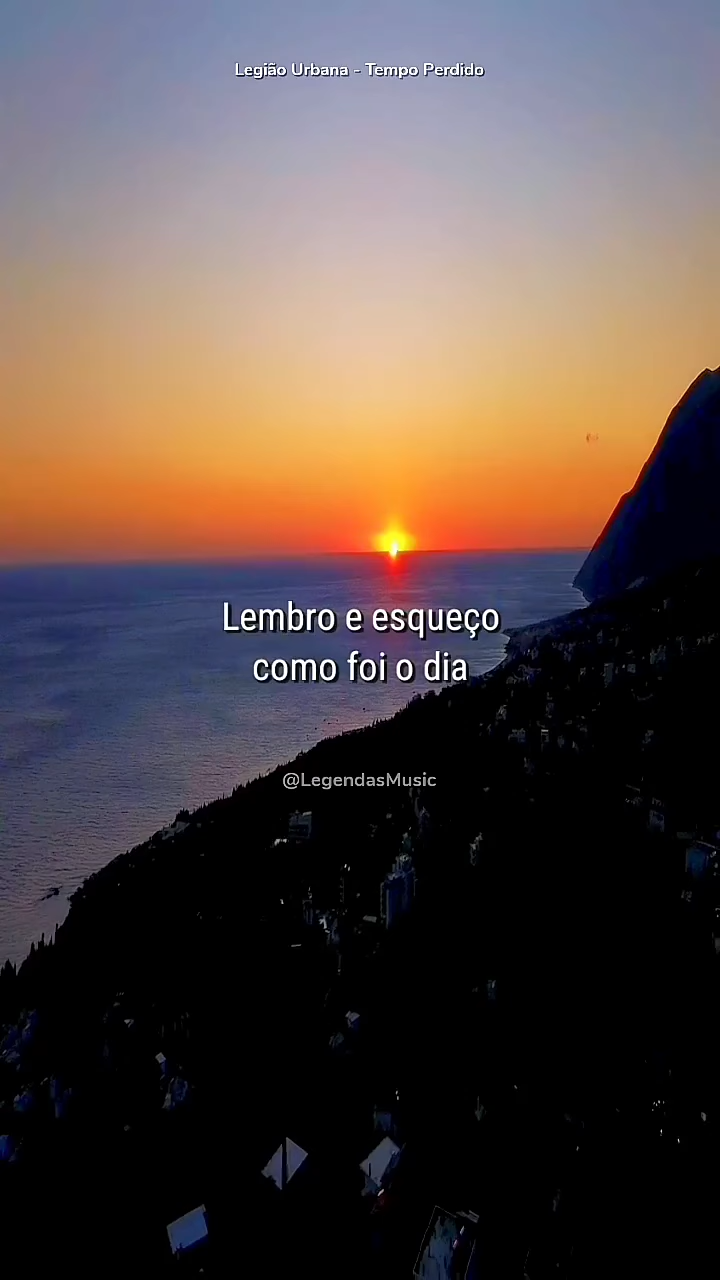 Legião Urbana - Tempo Perdido
Lembro e esqueço
como foi o dia
@LegendasMusic